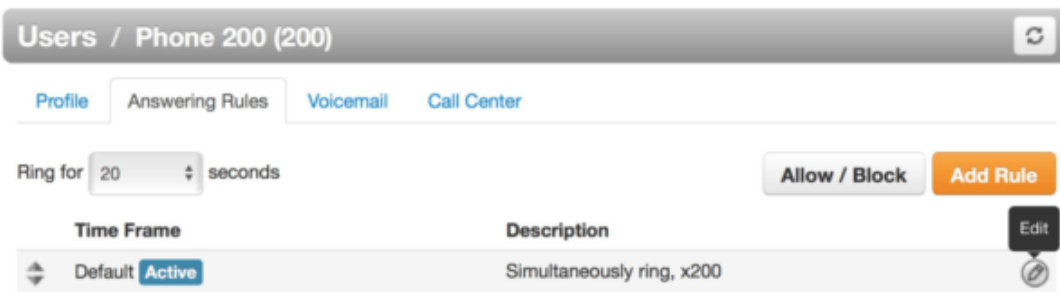 Users / Phone 200 (200)
Profile Answering Rules Voicemail Call Center
Ring for 20 seconds Allow / Block Add Rule
Time Frame Description Edit
Default Active Simultaneously ring, x200